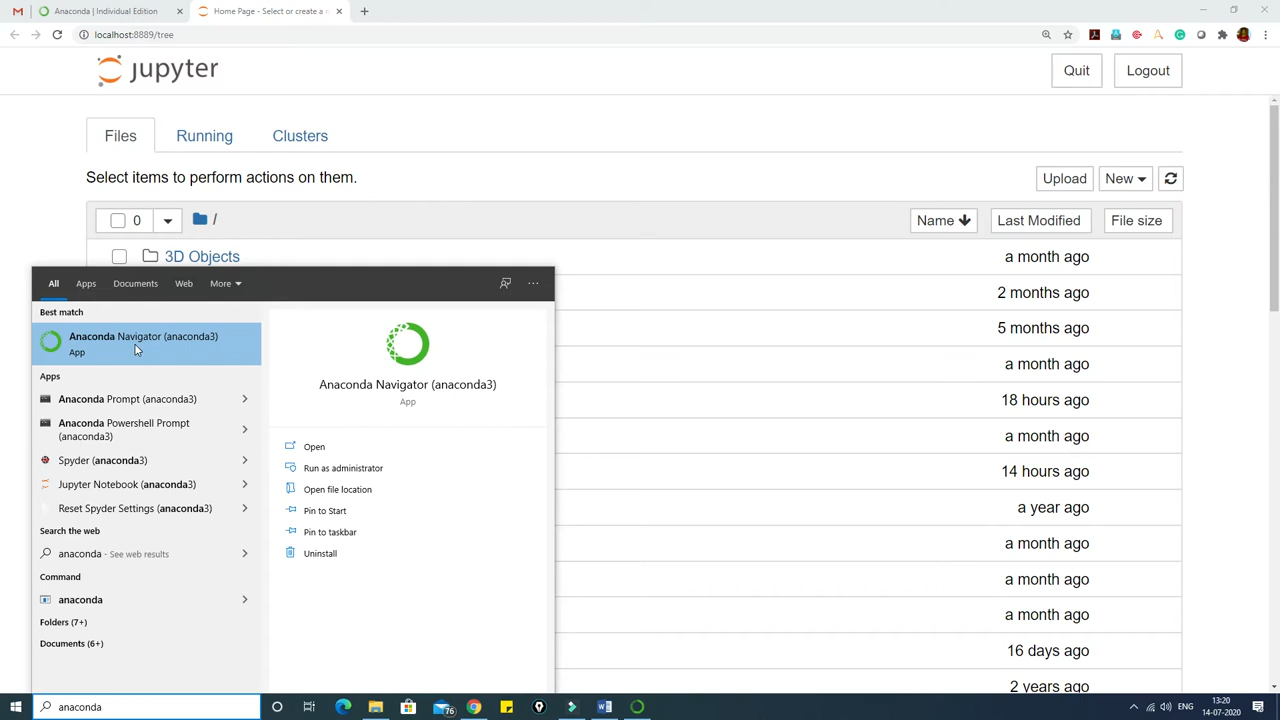 Anaconda | Individual Edition
Home Page - Select or create a n
localhost:8889/tree
jupyter
Quit
Logout
Files
Running
Clusters
Select items to perform actions on them.
Upload
New
0
/
Name
Last Modified
File size
3D Objects
a month ago
2 months ago
5 months ago
a month ago
18 hours ago
a month ago
14 hours ago
a year ago
a month ago
a month ago
a month ago
16 days ago
2 years ago
All
Apps
Documents
Web
More
Best match
Anaconda Navigator (anaconda3)
App
Apps
Anaconda Prompt (anaconda3)
Anaconda Powershell Prompt
(anaconda3)
Spyder (anaconda3)
Jupyter Notebook (anaconda3)
Reset Spyder Settings (anaconda3)
Search the web
anaconda - See web results
Command
anaconda
Folders (7+)
Documents (6+)
Anaconda Navigator (anaconda3)
App
Open
Run as administrator
Open file location
Pin to Start
Pin to taskbar
Uninstall
anaconda
76
ENG
13:20
14-07-2020